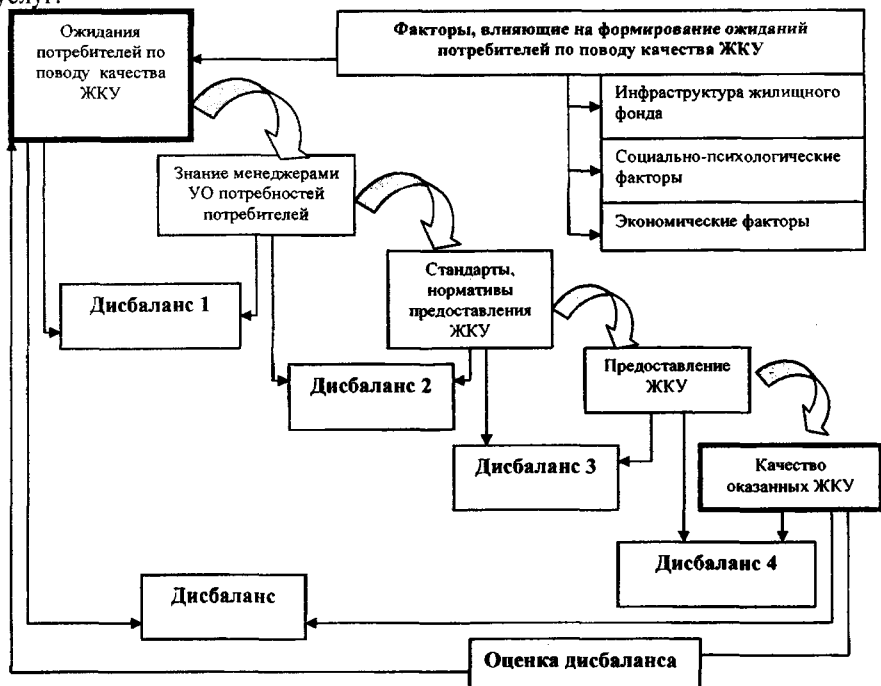 услуг.
Ожидания
потребителей по
поводу качества
ЖКУ
Факторы, влияющие на формирование ожиданий
потребителей по поводу качества ЖКУ
Инфраструктура жилищного
фонда
Социально-психологические
факторы
Экономические факторы
Знание менеджерами
УО потребностей
потребителей
Стандарты,
нормативы
предоставления
ЖКУ
Дисбаланс 1
Предоставление
ЖКУ
Дисбаланс 2
Дисбаланс 3
Качество
оказанных ЖКУ
Дисбаланс 4
Дисбаланс
Оценка дисбаланса